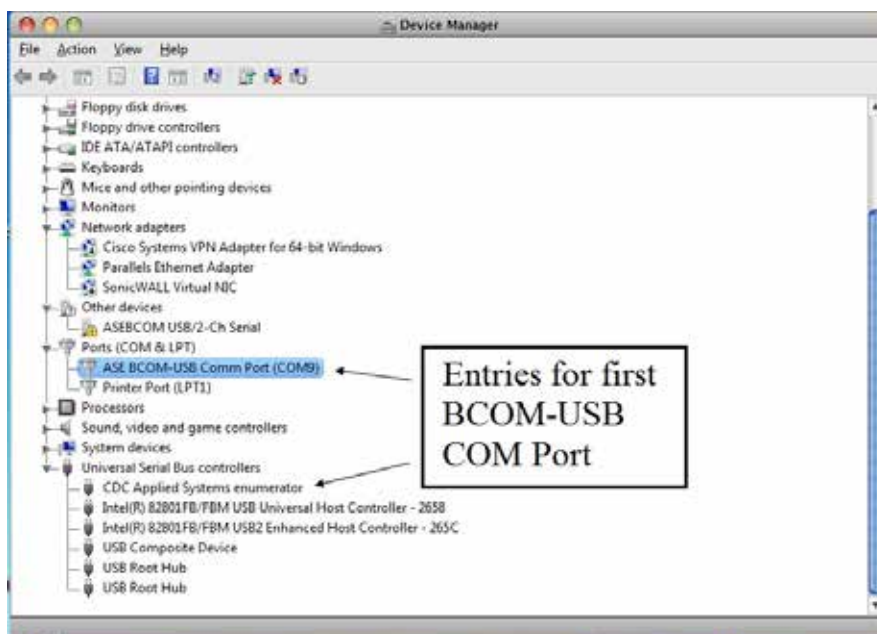 Device Manager
File Action View Help
Floppy disk drives
Floppy drive controllers
IDE ATA/ATAPI controllers
Keyboards
Mice and other pointing devices
Monitors
Network adapters
Cisco Systems VPN Adapter for 64-bit Windows
Parallels Ethernet Adapter
SonicWALL Virtual NIC
Other devices
ASEBCOM USB/2-Ch Serial
Ports (COM & LPT)
ASE BCOM-USB Comm Port (COM9)
Printer Port (LPT1)
Processors
Sound, video and game controllers
System devices
Universal Serial Bus controllers
CDC Applied Systems enumerator
Intel(R) 82801FB/FBM USB Universal Host Controller - 2658
Intel(R) 82801FB/FBM USB2 Enhanced Host Controller - 265C
USB Composite Device
USB Root Hub
USB Root Hub
Entries for first
BCOM-USB
COM Port